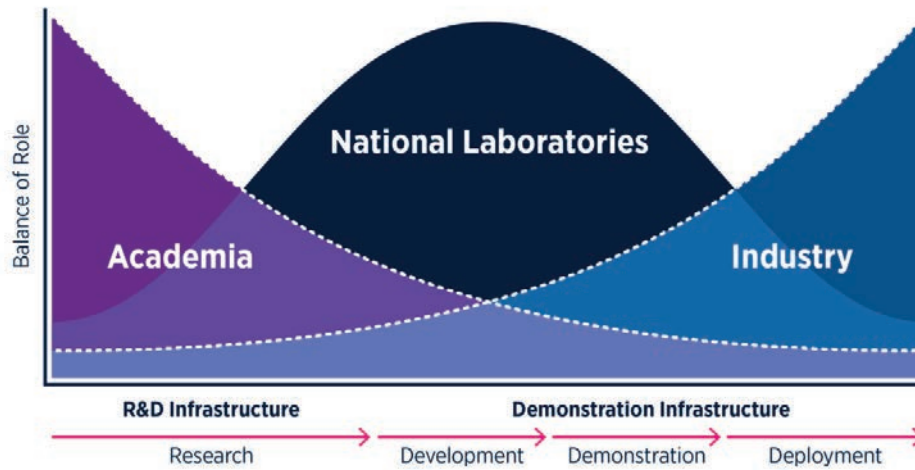 Balance of Role
National Laboratories
Academia
Industry
R&D Infrastructure
Demonstration Infrastructure
Research
Development
Demonstration
Deployment